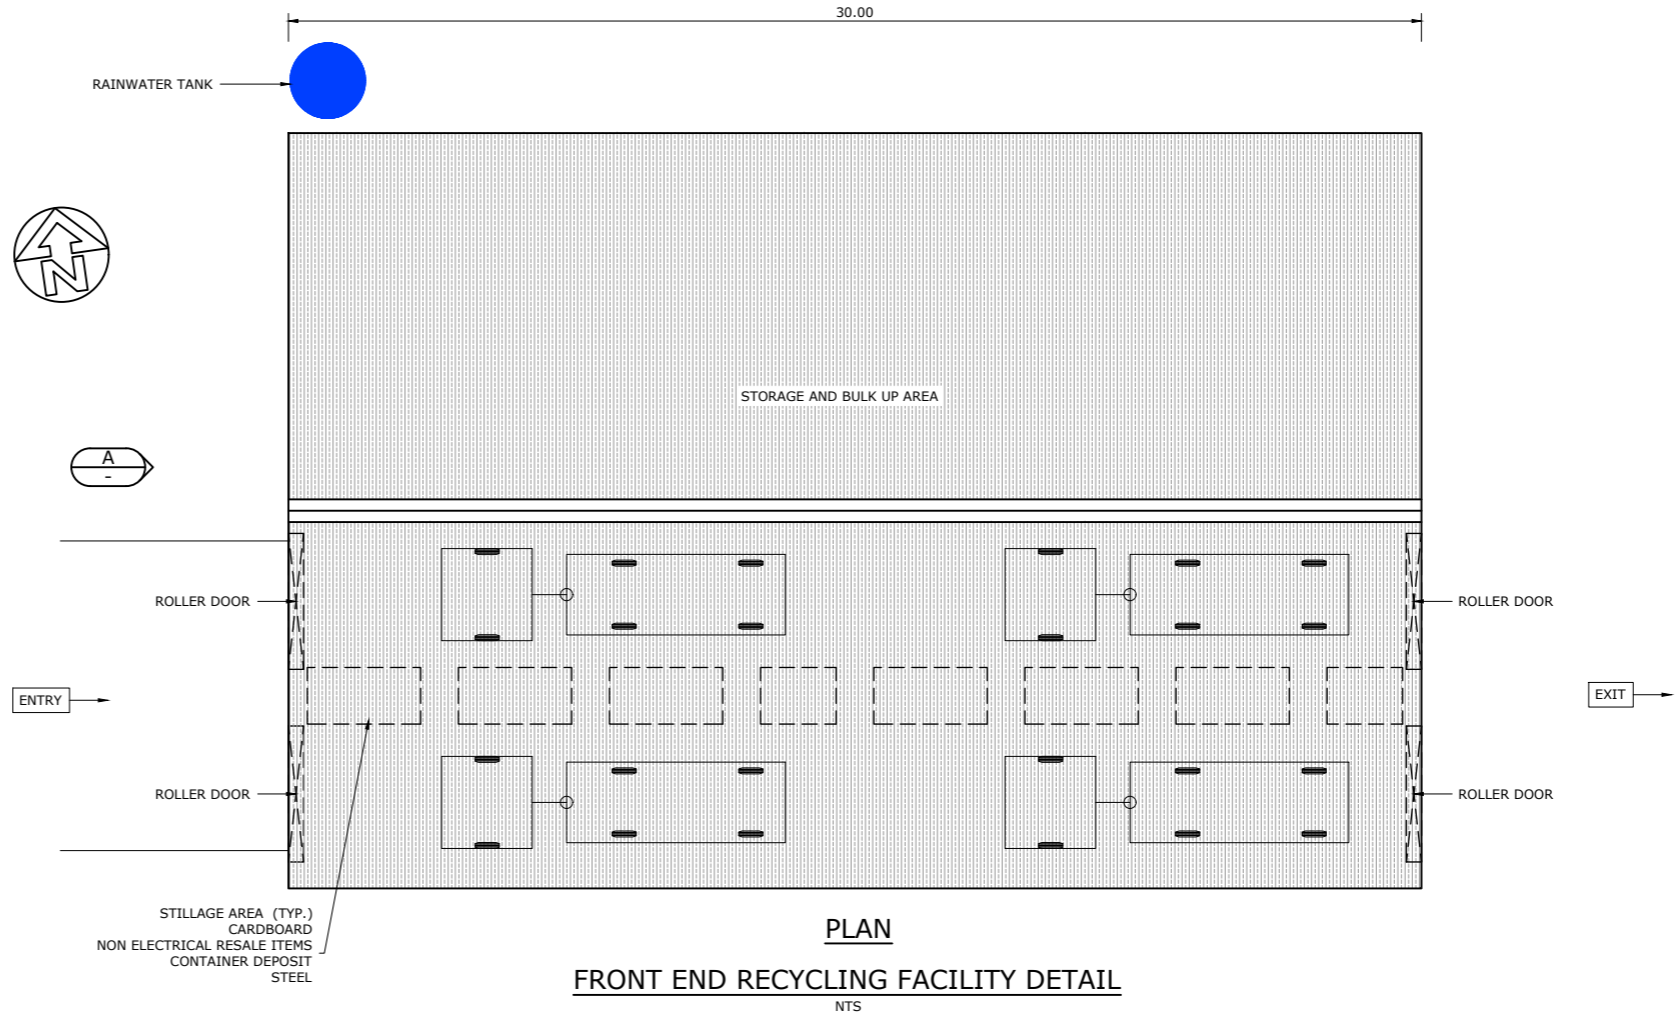 30.00
RAINWATER TANK
N
STORAGE AND BULK UP AREA
A
-
ROLLER DOOR
ROLLER DOOR
ENTRY
EXIT
ROLLER DOOR
ROLLER DOOR
STILLAGE AREA (TYP.)
CARDBOARD
NON ELECTRICAL RESALE ITEMS
CONTAINER DEPOSIT
STEEL
PLAN
FRONT END RECYCLING FACILITY DETAIL
NTS